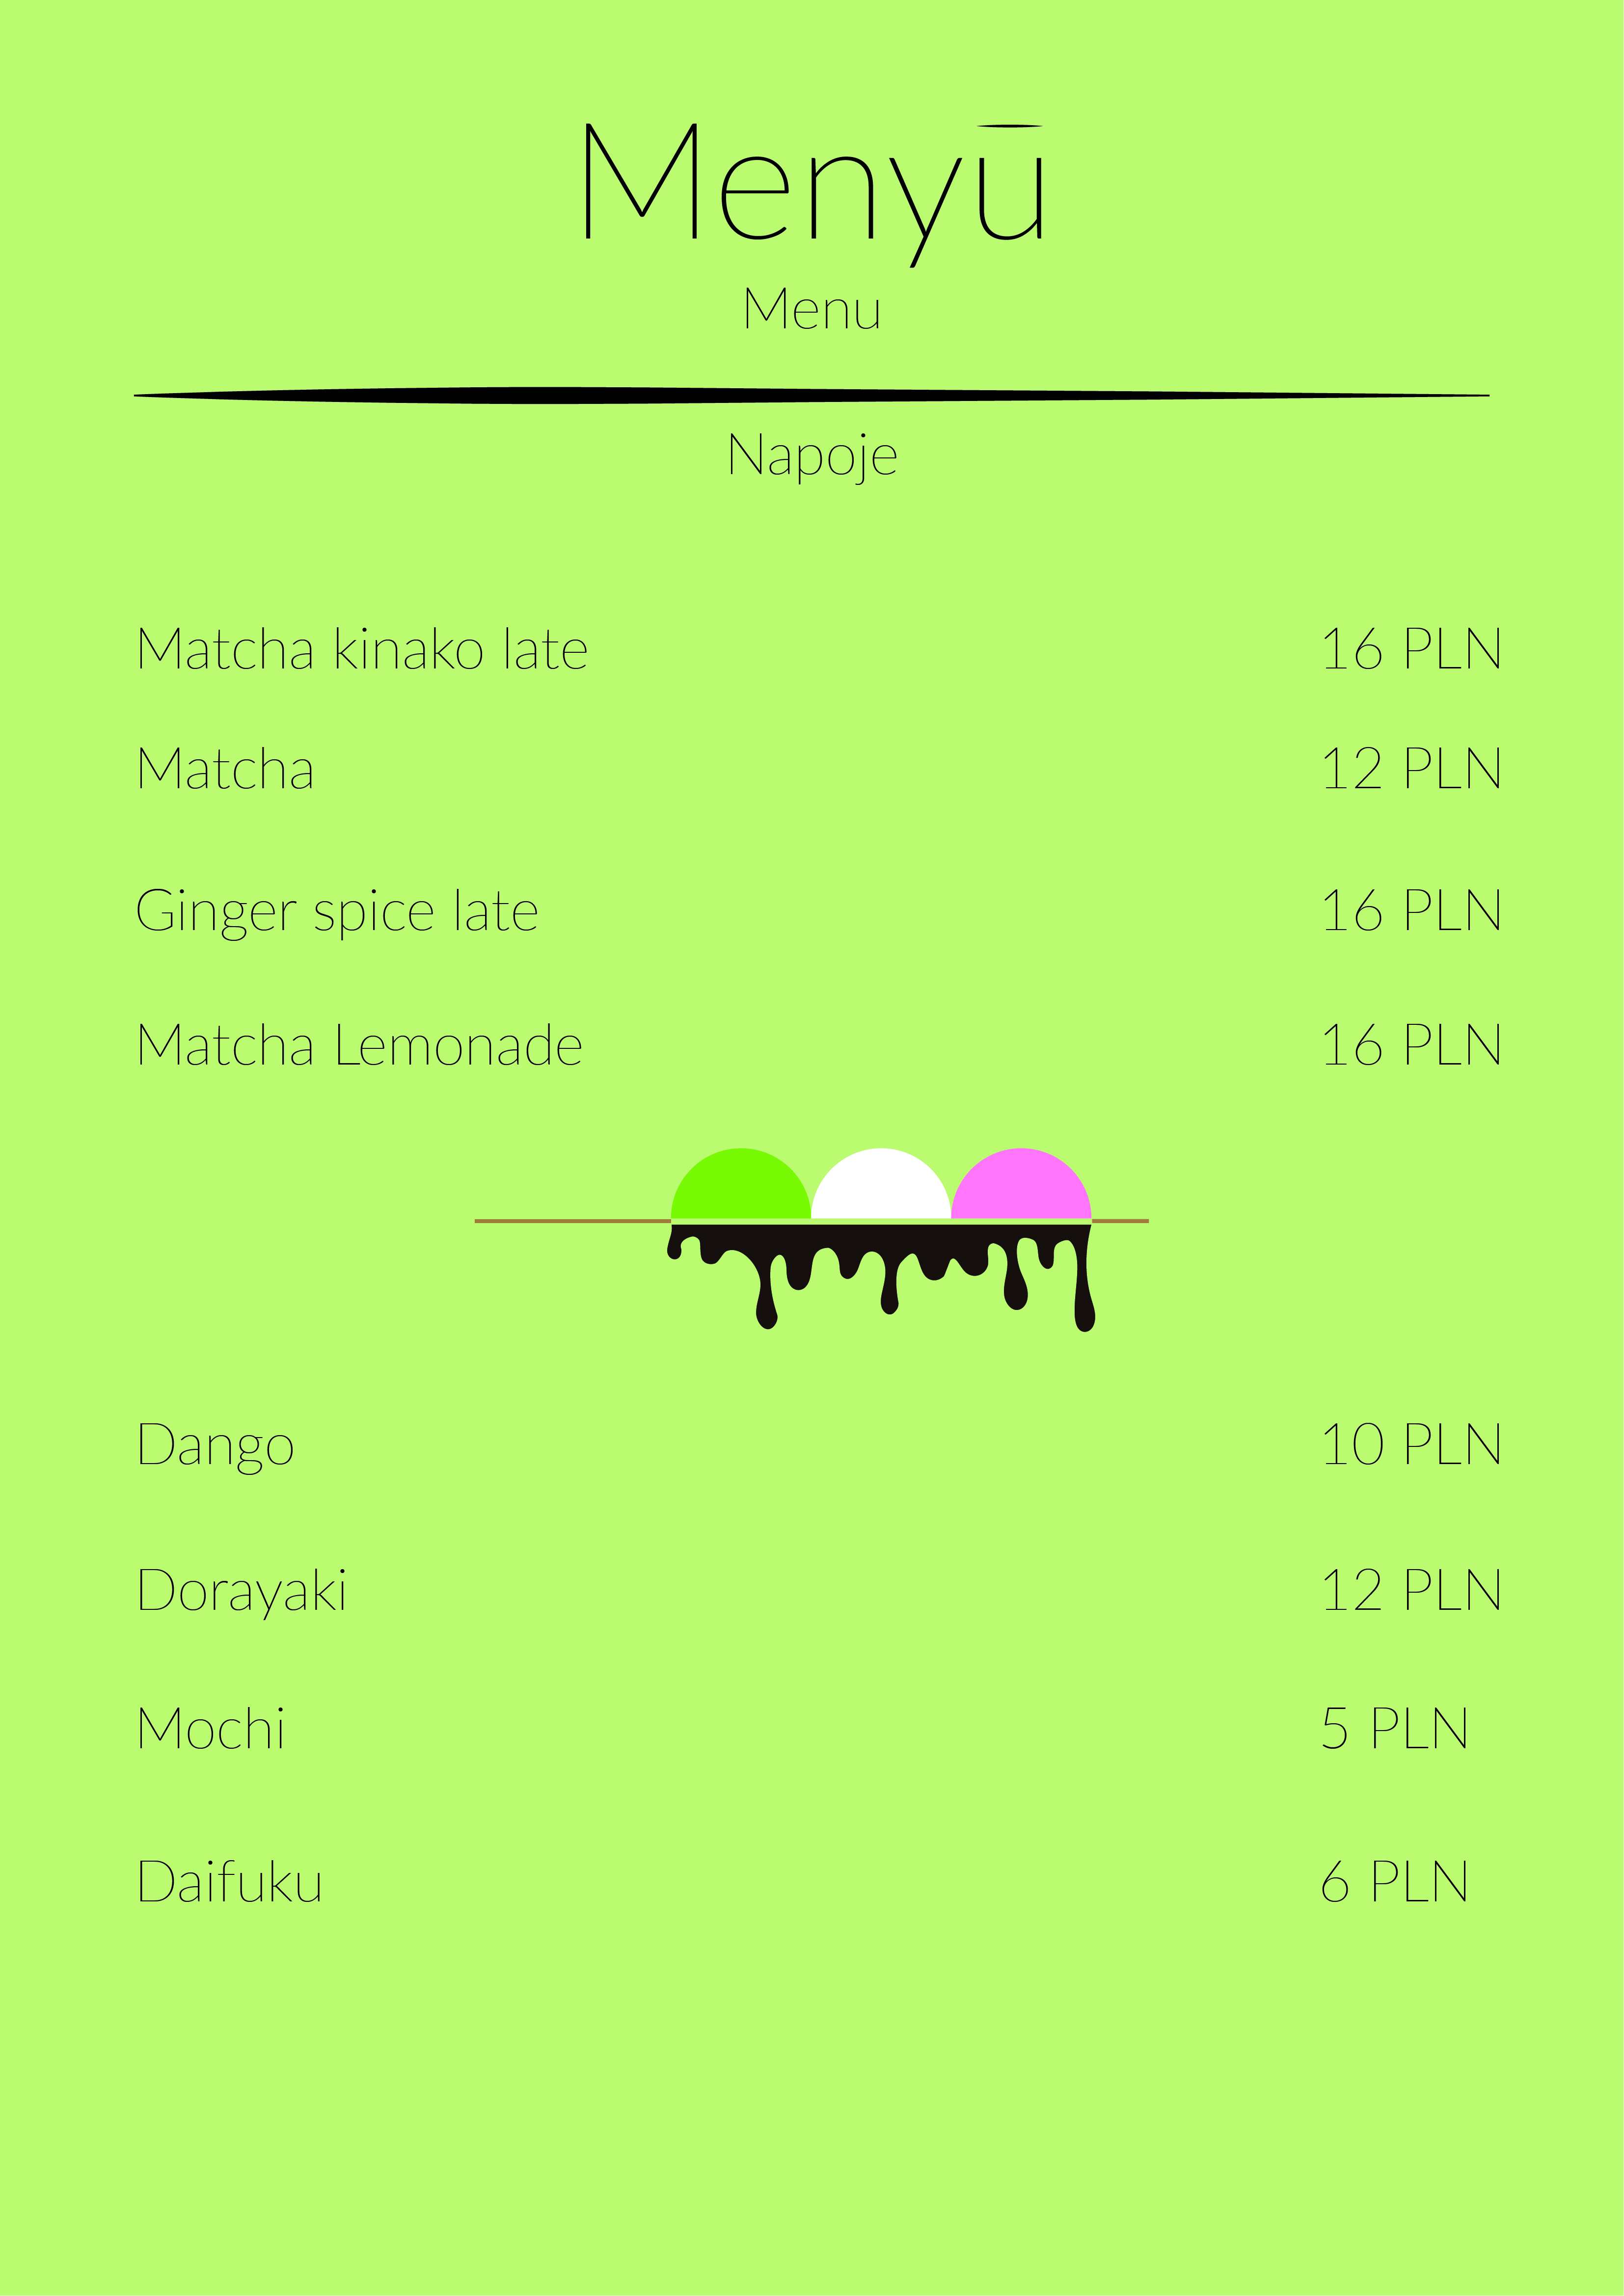 Menyū
Menu
Napoje
Matcha kinako late 16 PLN
Matcha 12 PLN
Ginger spice late 16 PLN
Matcha Lemonade 16 PLN
Dango 10 PLN
Dorayaki 12 PLN
Mochi 5 PLN
Daifuku 6 PLN